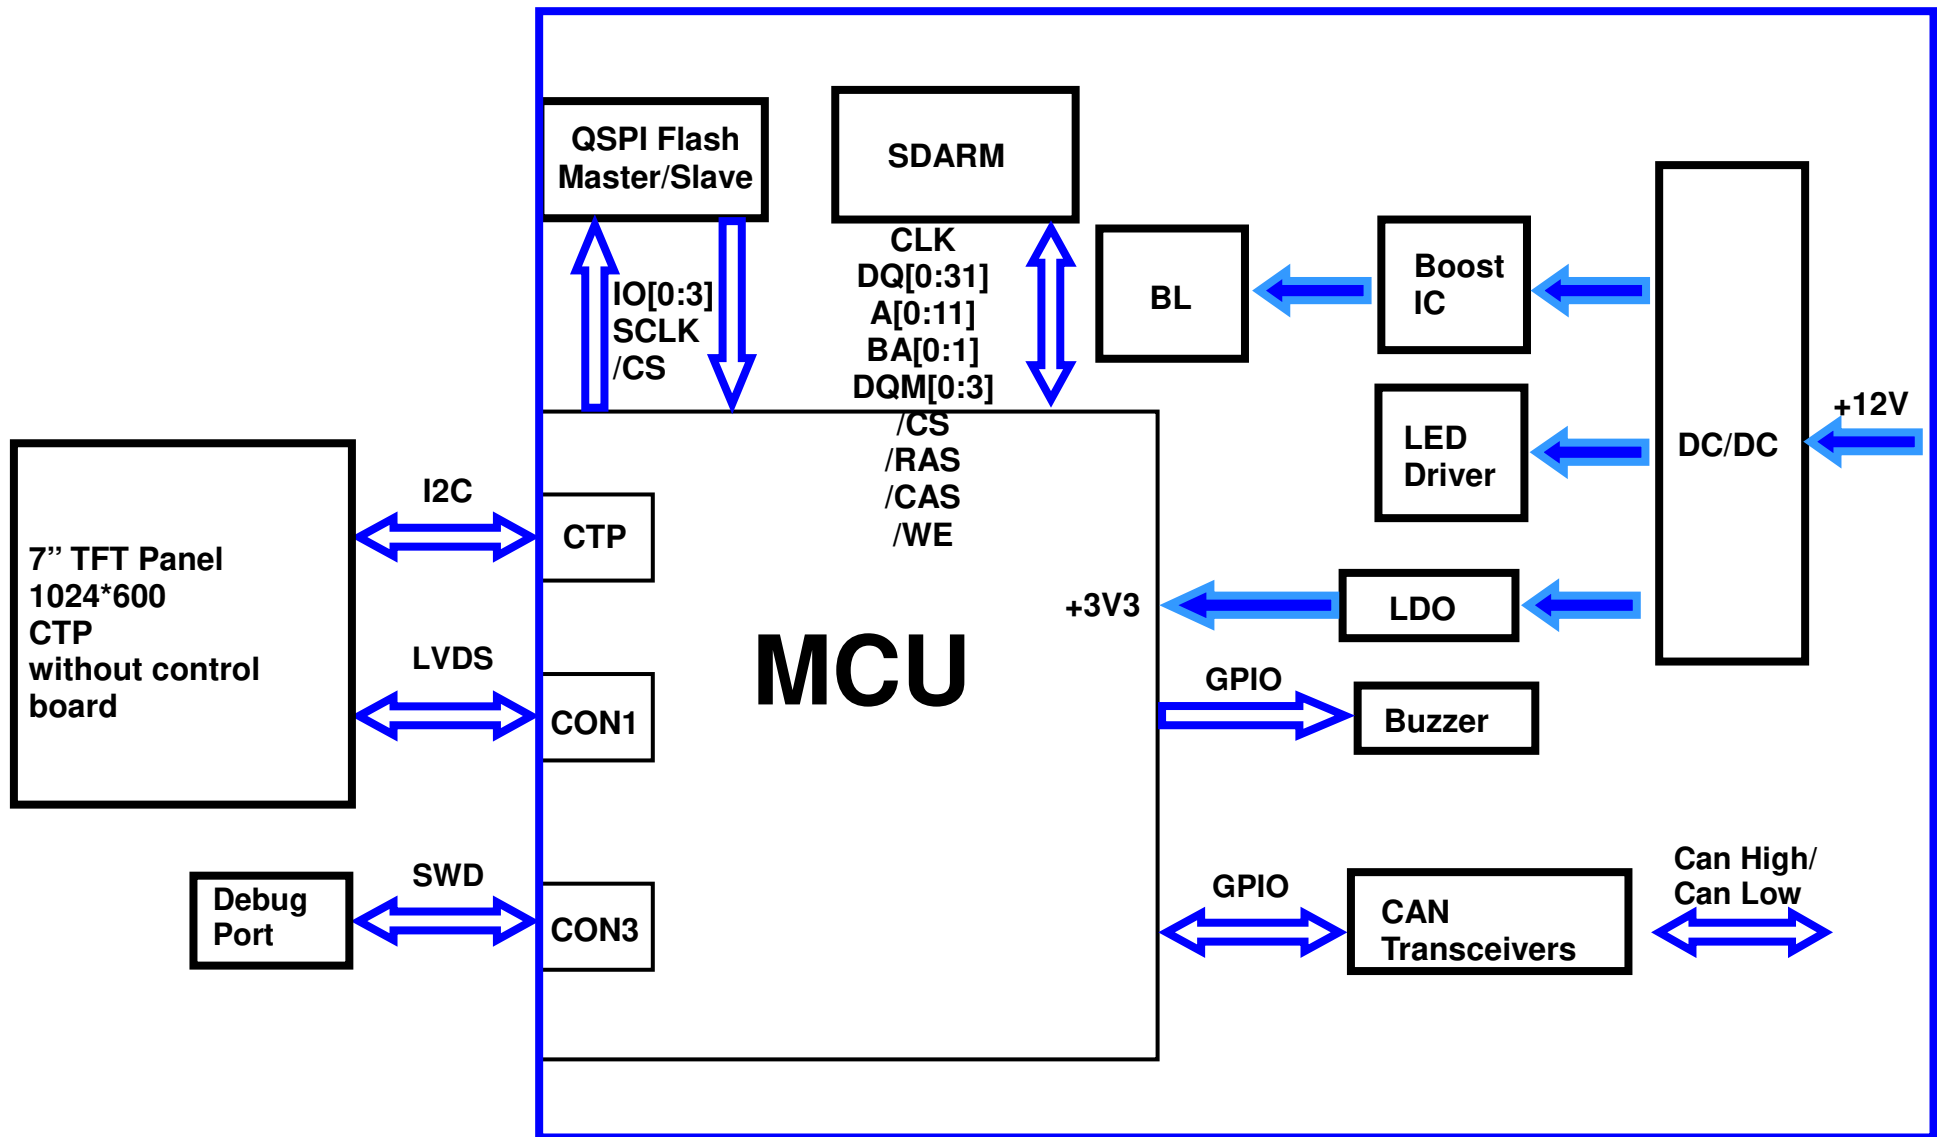 QSPI Flash
Master/Slave
SDARM
IO[0:3]
SCLK
/CS
CLK
DQ[0:31]
A[0:11]
BA[0:1]
DQM[0:3]
/CS
/RAS
/CAS
/WE
BL
Boost
IC
LED
Driver
DC/DC
+12V
7” TFT Panel
1024*600
CTP
without control
board
I2C
CTP
LVDS
CON1
MCU
+3V3
LDO
GPIO
Buzzer
Debug
Port
SWD
CON3
GPIO
CAN
Transceivers
Can High/
Can Low